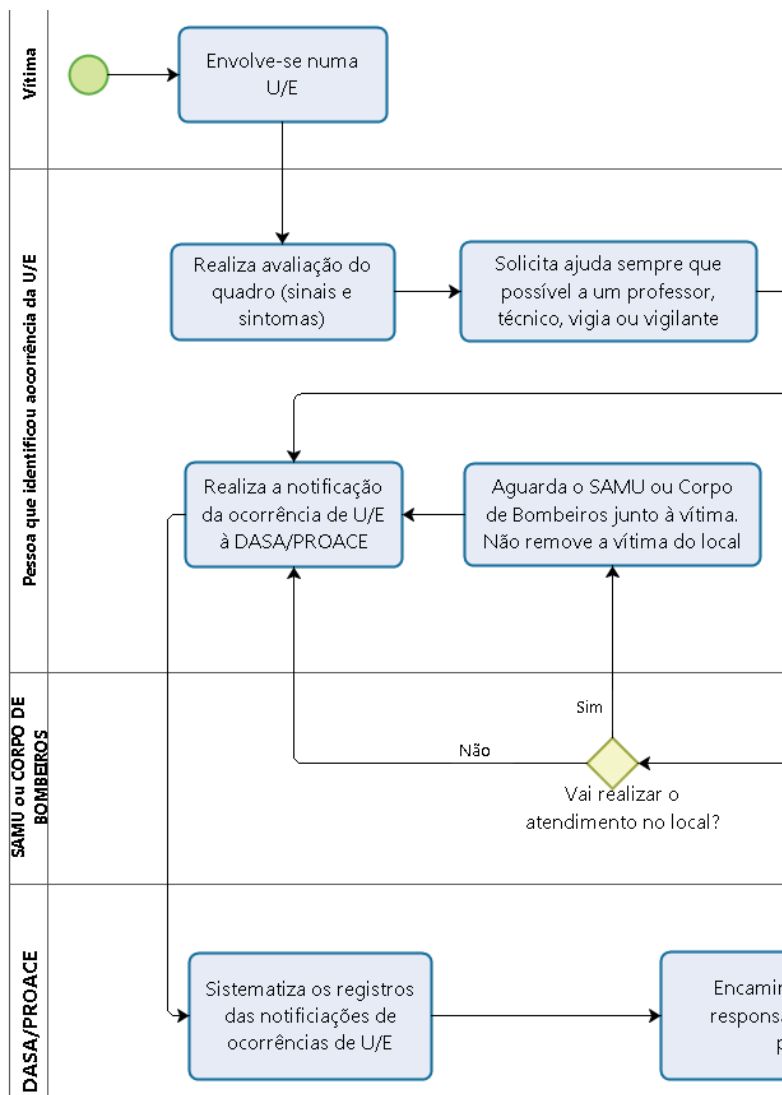 Vítima
Envolve-se numa
U/E
Pessoa que identificou aocorrência da U/E
Realiza avaliação do
quadro (sinais e
sintomas)
Solicita ajuda sempre que
possível a um professor,
técnico, vigia ou vigilante
Realiza a notificação
da ocorrência de U/E
à DASA/PROACE
Aguarda o SAMU ou Corpo
de Bombeiros junto à vítima.
Não remove a vítima do local
SAMU ou CORPO DE
BOMBEIROS
Sim
Não
Vai realizar o
atendimento no local?
DASA/PROACE
Sistematiza os registros
das notificiações de
ocorrências de U/E
Encamin
responsa
p